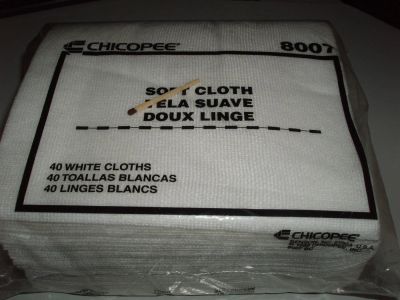 CHICOPEE
8007
SOFT CLOTH
TELA SUAVE
DOUX LINGE
40 WHITE CLOTHS
40 TOALLAS BLANCAS
40 LINGES BLANCS
CHICOPEE